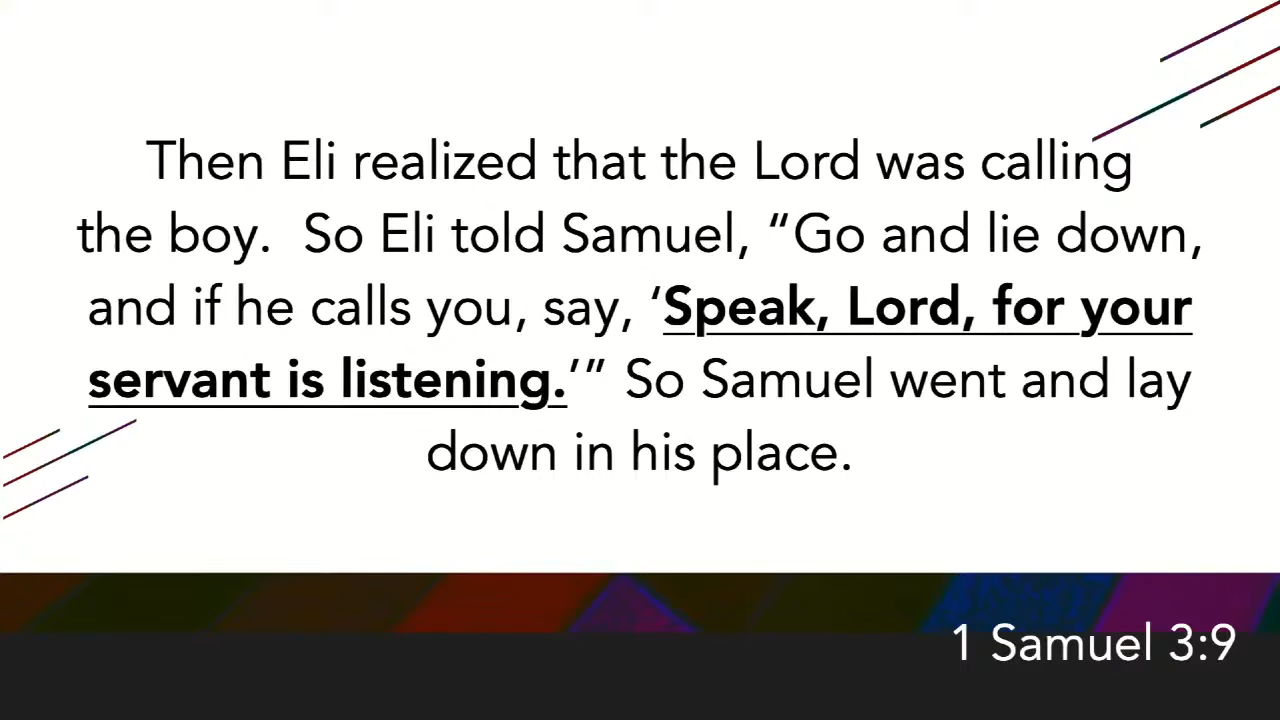 Then Eli realized that the Lord was calling
the boy.  So Eli told Samuel, “Go and lie down,
and if he calls you, say, ‘Speak, Lord, for your
servant is listening.’” So Samuel went and lay
down in his place.
1 Samuel 3:9